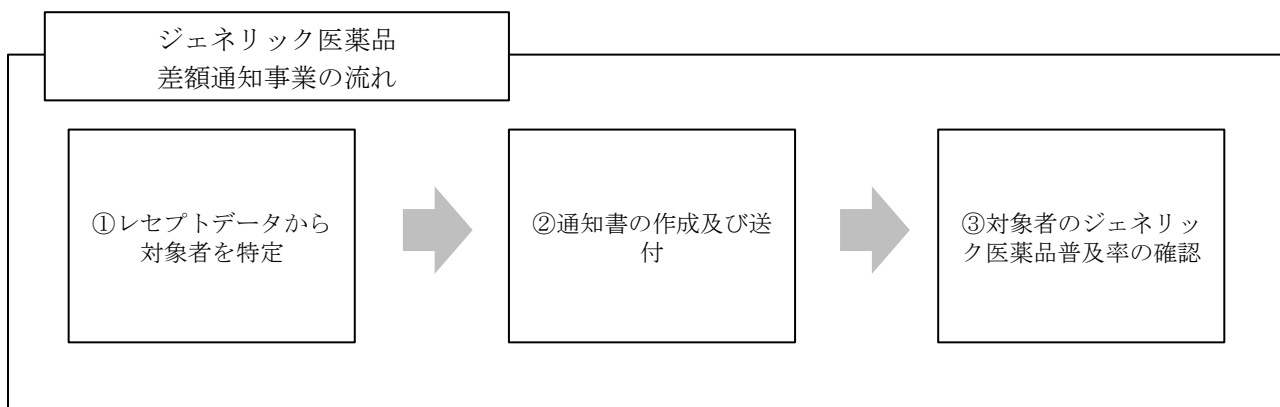 ジェネリック医薬品
差額通知事業の流れ
①レセプトデータから
対象者を特定
②通知書の作成及び送
付
③対象者のジェネリッ
ク医薬品普及率の確認